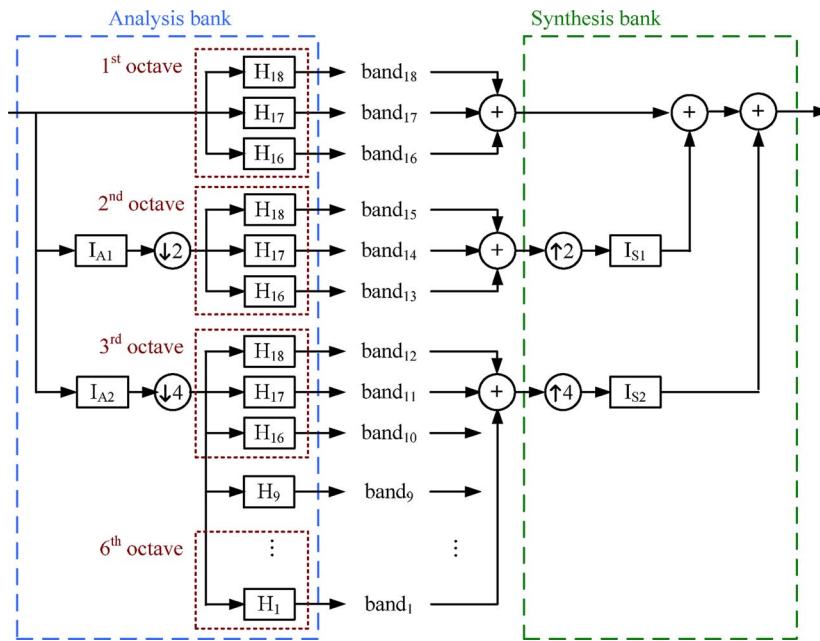 Analysis bank
Synthesis bank
1st octave
H18 band18
H17 band17 + + +
H16 band16
2nd octave
H18 band15
IA1 ↓2 H17 band14 + ↑2 IS1
H16 band13
3rd octave
H18 band12
IA2 ↓4 H17 band11 + ↑4 IS2
H16 band10
H9 band9
6th octave ⋮ ⋮
H1 band1